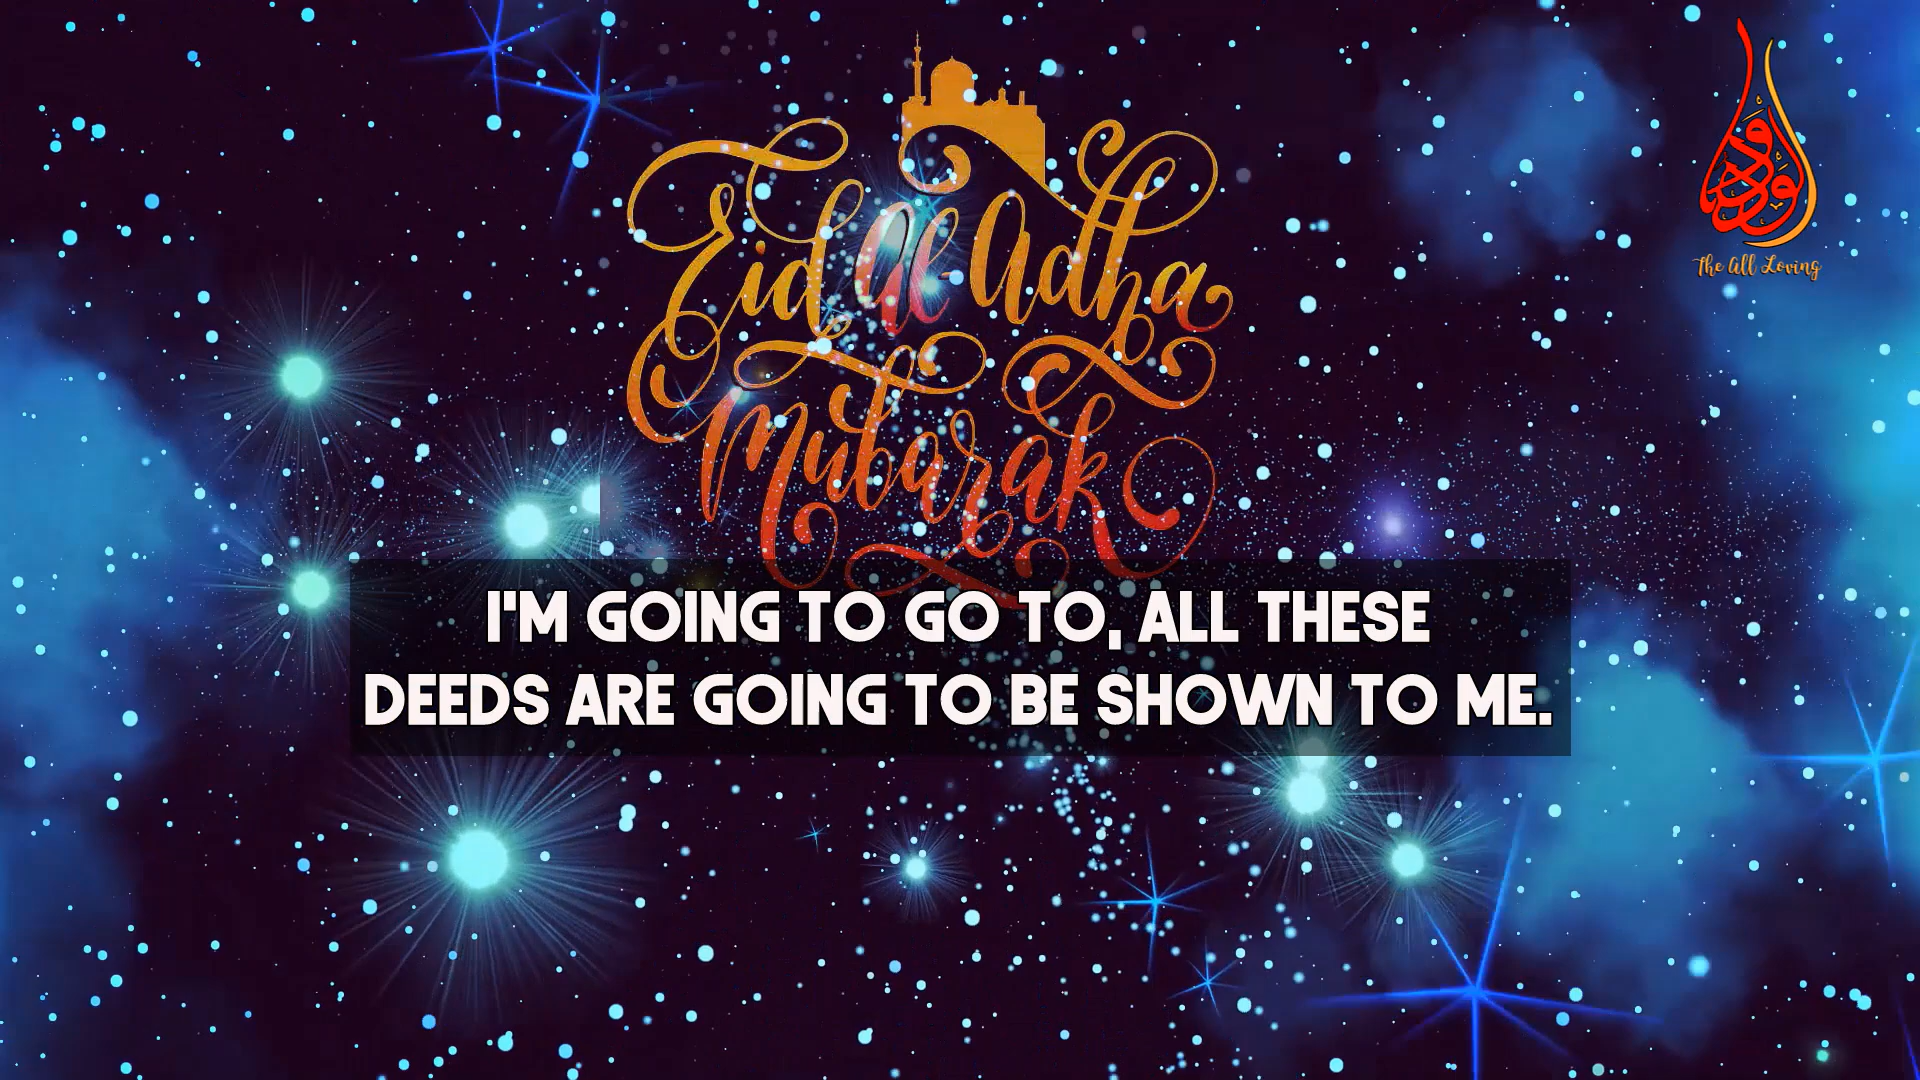 Eid Al-Adha
Mubarak
الودود
The All Loving
I'M GOING TO GO TO, ALL THESE
DEEDS ARE GOING TO BE SHOWN TO ME.